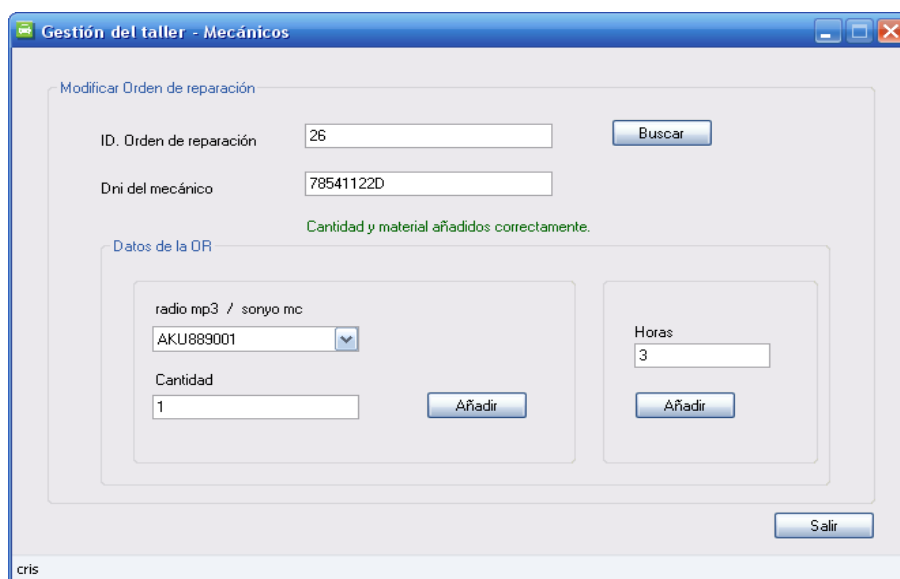 Gestión del taller - Mecánicos
Modificar Orden de reparación
ID. Orden de reparación
26
Buscar
Dni del mecánico
78541122D
Cantidad y material añadidos correctamente.
Datos de la OR
radio mp3 / sonyo mc
AKU889001
Cantidad
1
Añadir
Horas
3
Añadir
Salir
cris